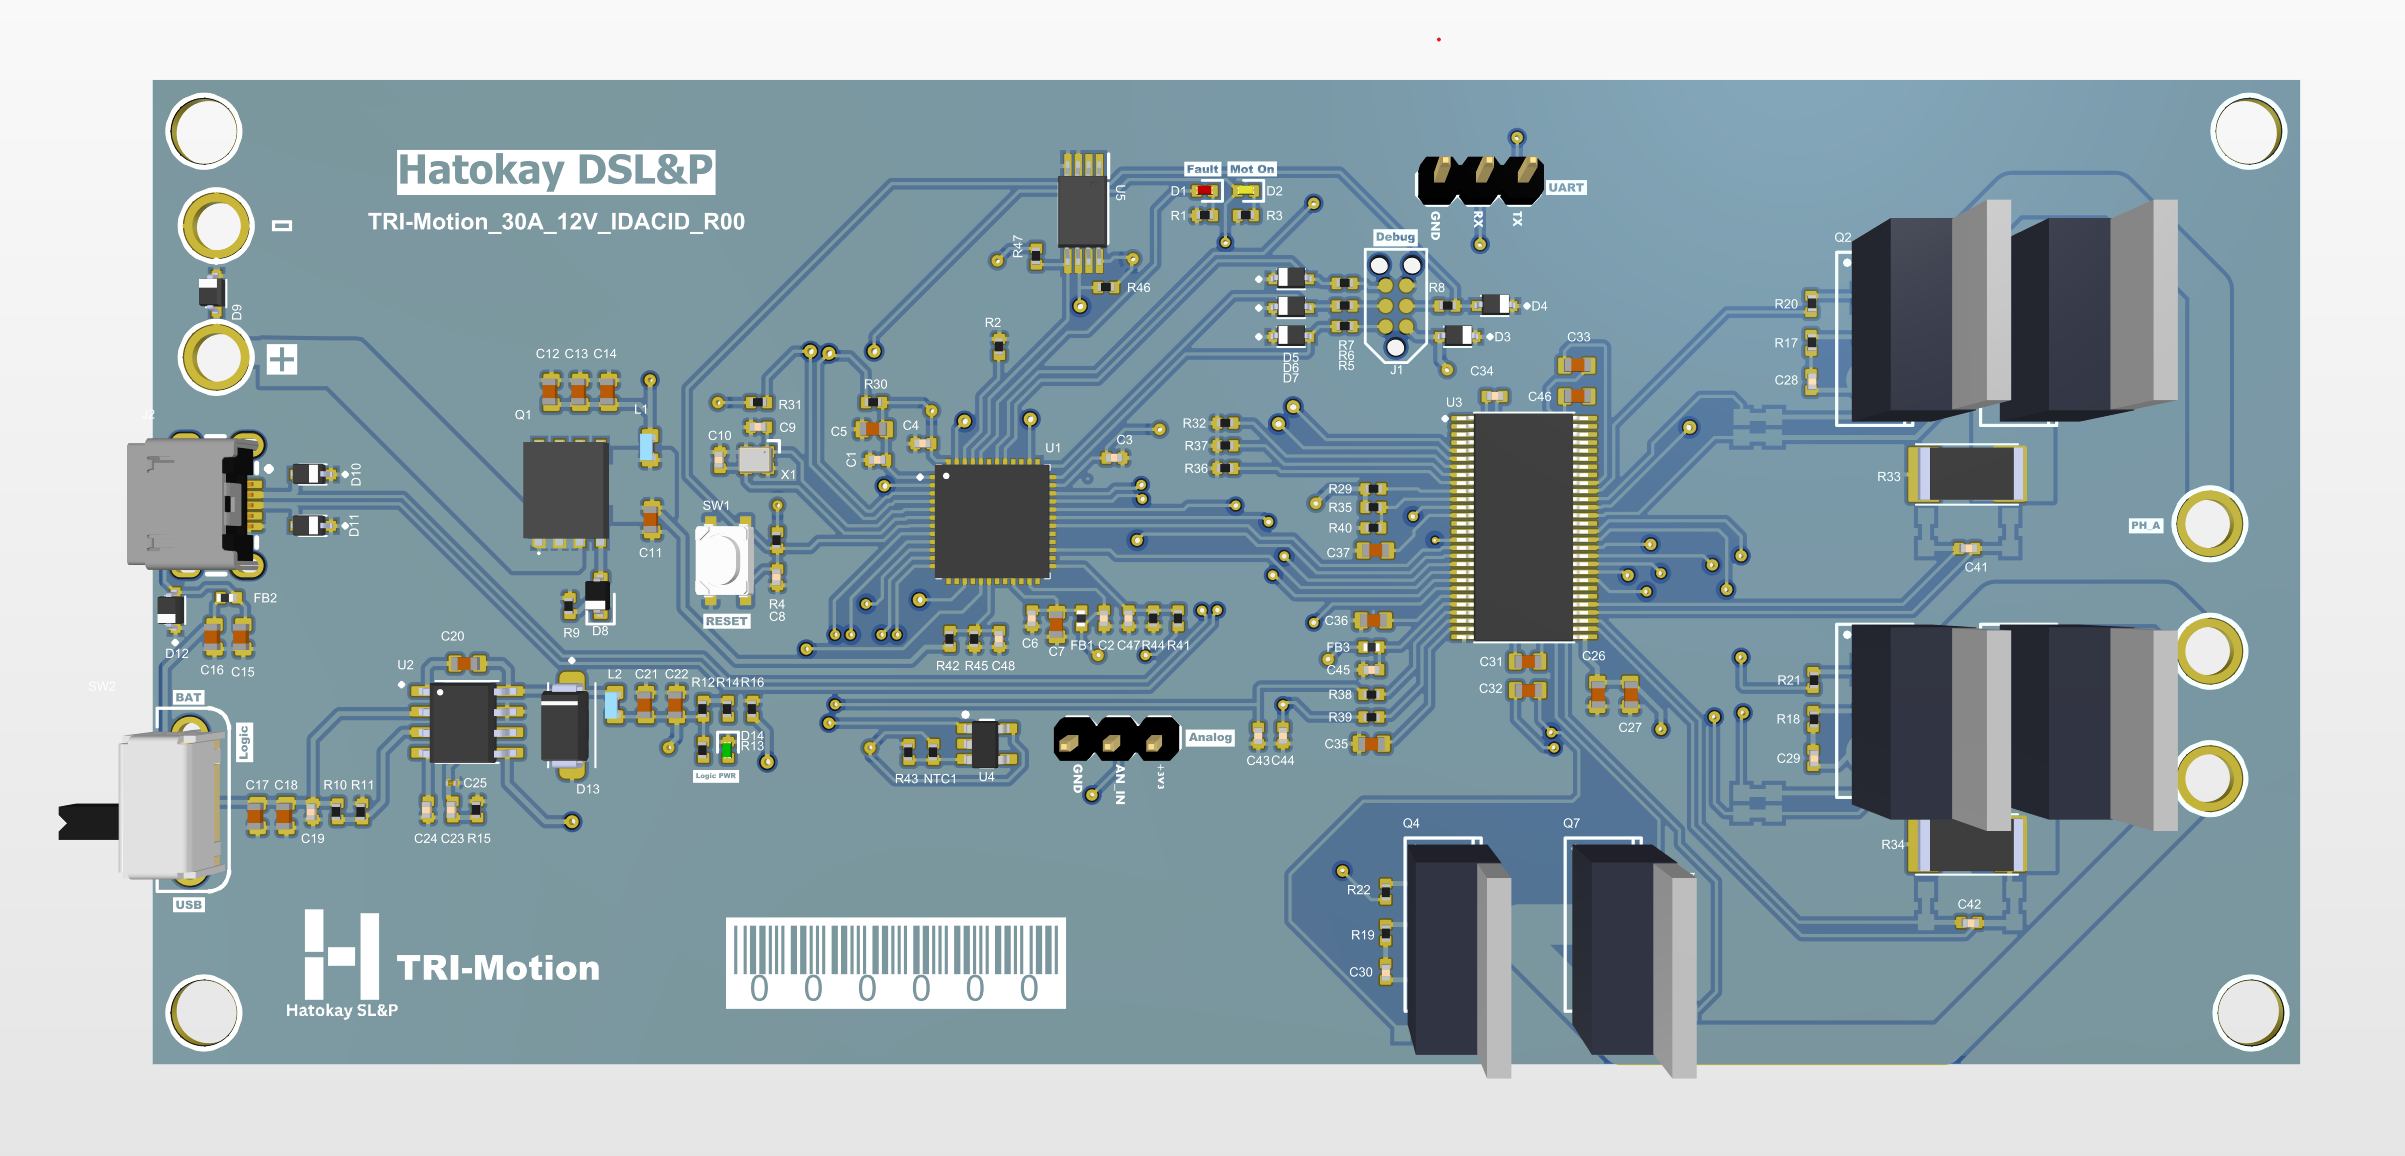 Hatokay DSL&P
TRI-Motion_30A_12V_IDACID_R00
Fault
Mot On
D1
D2
R1
R3
U5
R47
R46
R2
UART
GND
RX
TX
Debug
R8
D4
D3
R7
R6
R5
D5
D6
D7
J1
D9
J2
D10
D11
FB2
D12
C16
C15
SW2
BAT
Logic
USB
C12
C13
C14
Q1
L1
C11
R9
D8
R31
C9
C10
X1
SW1
RESET
R4
C8
R30
C5
C4
C1
U1
C3
R32
R37
R36
R29
R35
R40
C37
C36
FB3
C45
R38
R39
C35
C33
C34
C46
U3
C31
C32
C26
C27
R42
R45
C48
C6
C7
FB1
C2
C47
R44
R41
C20
U2
L2
C21
C22
R12
R14
R16
D14
R13
Logic PWR
D13
C17
C18
C19
R10
R11
C24
C23
R15
C25
R43
NTC1
U4
Analog
GND
AN_IN
+3V3
C43
C44
Q2
R20
R17
C28
R33
C41
PH_A
R21
R18
C29
R34
C42
Q4
Q7
R22
R19
C30
TRI-Motion
Hatokay SL&P
0 0 0 0 0 0